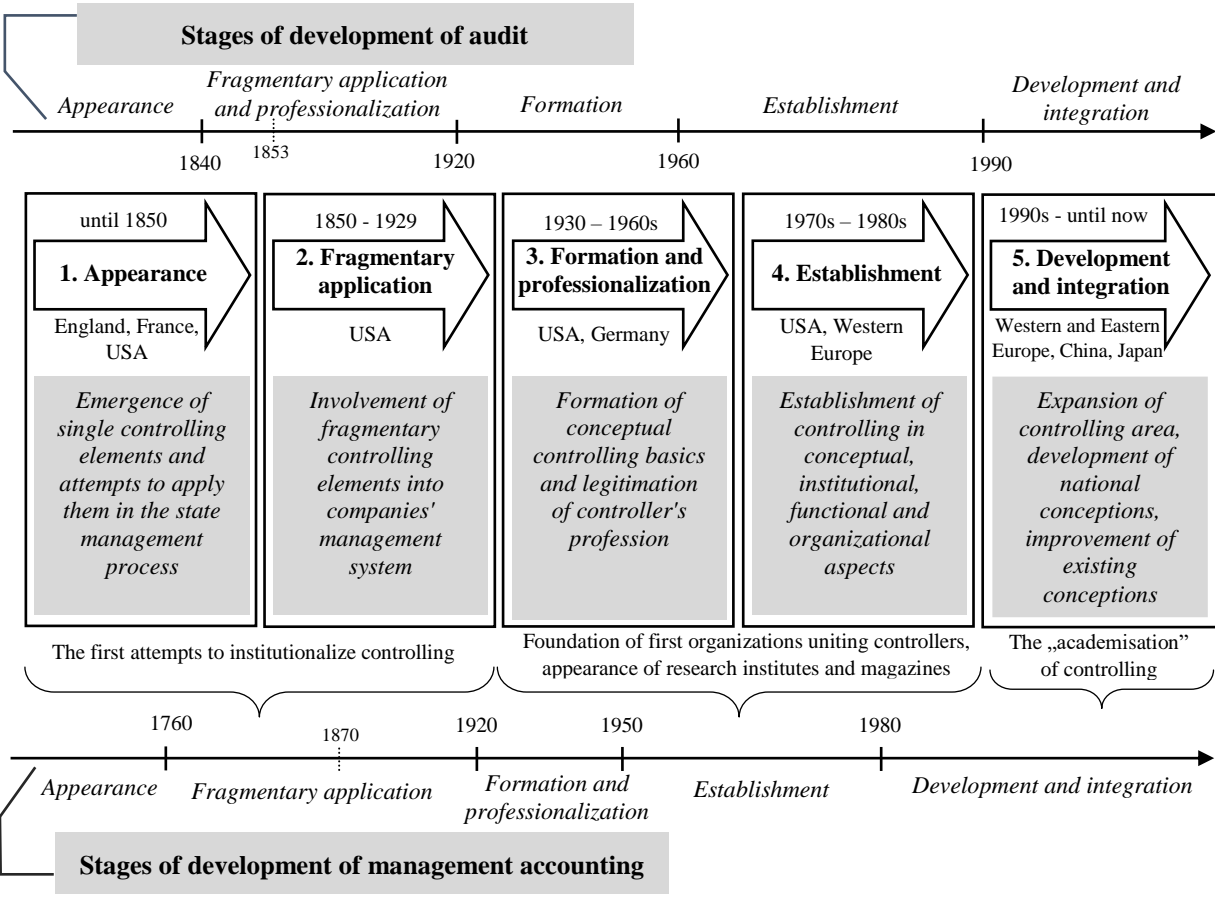 Stages of development of audit
Appearance
Fragmentary application
and professionalization
Formation
Establishment
Development and
integration
1840
1853
1920
1960
1990
until 1850
1. Appearance
England, France,
USA
Emergence of
single controlling
elements and
attempts to apply
them in the state
management
process
1850 - 1929
2. Fragmentary
application
USA
Involvement of
fragmentary
controlling
elements into
companies'
management
system
1930 – 1960s
3. Formation and
professionalization
USA, Germany
Formation of
conceptual
controlling basics
and legitimation
of controller's
profession
1970s – 1980s
4. Establishment
USA, Western
Europe
Establishment of
controlling in
conceptual,
institutional,
functional and
organizational
aspects
1990s - until now
5. Development
and integration
Western and Eastern
Europe, China, Japan
Expansion of
controlling area,
development of
national
conceptions,
improvement of
existing
conceptions
The first attempts to institutionalize controlling
Foundation of first organizations uniting controllers,
appearance of research institutes and magazines
The „academisation”
of controlling
1760
1870
1920
1950
1980
Appearance
Fragmentary application
Formation and
professionalization
Establishment
Development and integration
Stages of development of management accounting